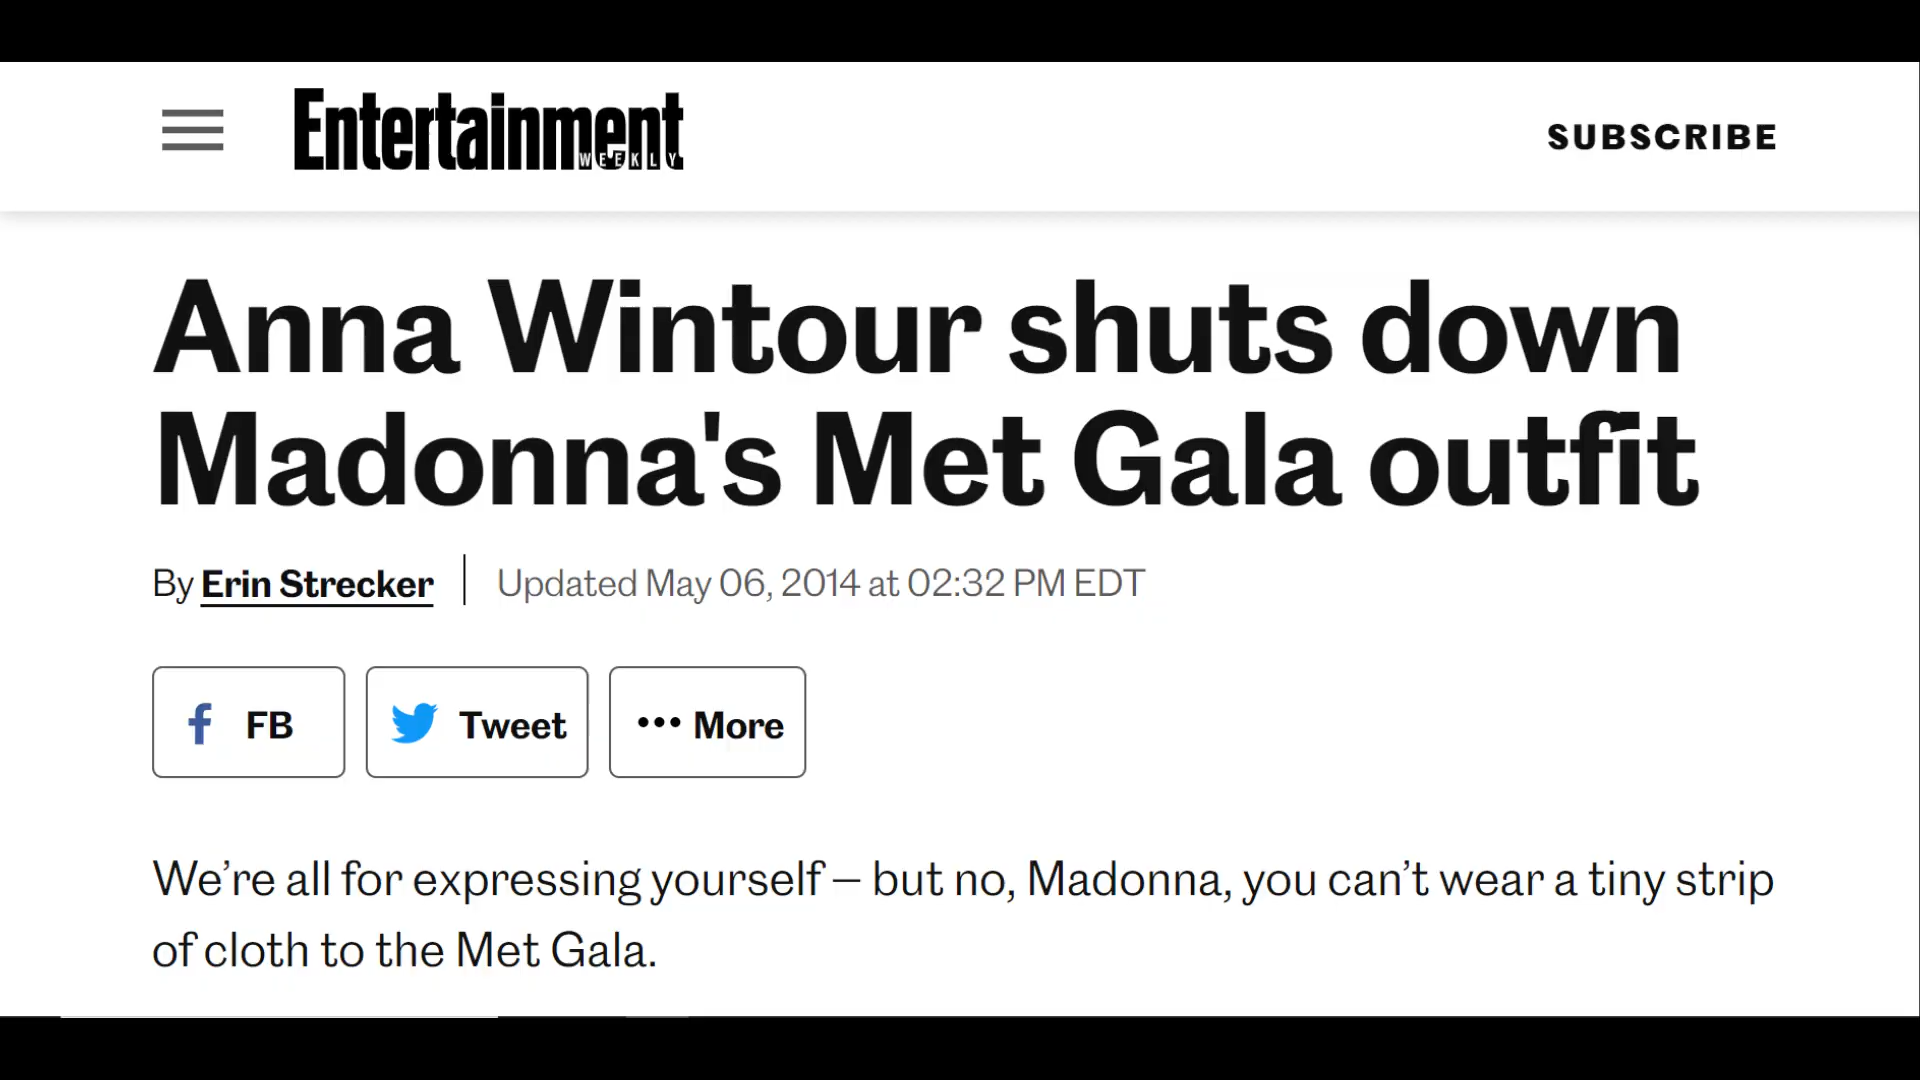 Entertainment
WEEKLY
SUBSCRIBE
Anna Wintour shuts down
Madonna's Met Gala outfit
By Erin Strecker
Updated May 06, 2014 at 02:32 PM EDT
FB
Tweet
••• More
We’re all for expressing yourself – but no, Madonna, you can’t wear a tiny strip
of cloth to the Met Gala.